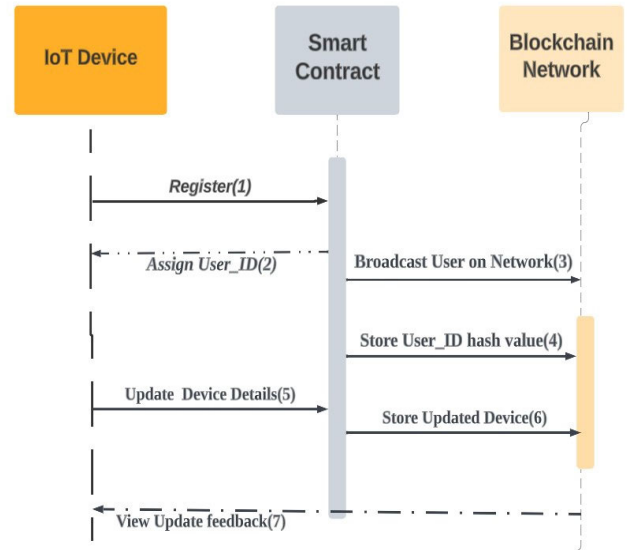 IoT Device
Smart
Contract
Blockchain
Network
Register(1)
Assign User_ID(2)
Broadcast User on Network(3)
Store User_ID hash value(4)
Update Device Details(5)
Store Updated Device(6)
View Update feedback(7)